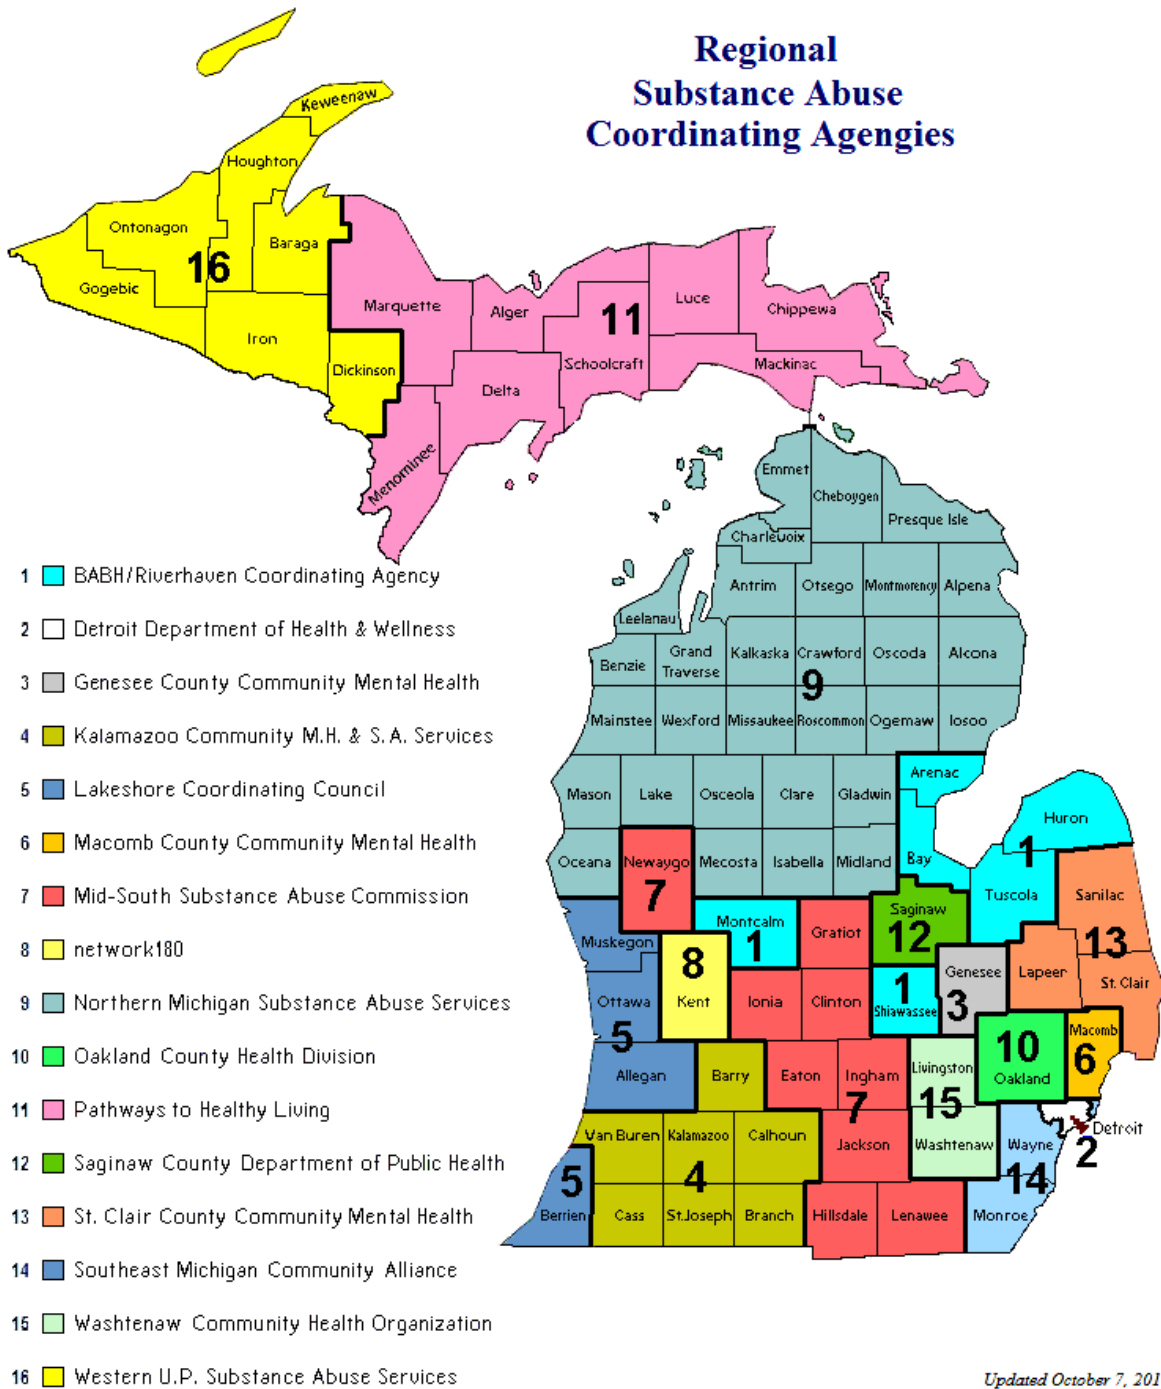 Regional
Substance Abuse
Coordinating Agengies
Keweenaw
Houghton
Ontonagon
Baraga
16
Gogebic
Iron
Dickinson
Marquette
Alger
11
Luce
Chippewa
Schoolcraft
Mackinac
Delta
Menominee
Emmet
Cheboygen
Presque Isle
Charlevoix
Antrim
Otsego
Montmorency
Alpena
Leelanau
Benzie
Grand
Traverse
Kalkaska
Crawford
Oscoda
Alcona
9
Mainstee
Wexford
Missaukee
Roscommon
Ogemaw
Iosoo
Arenac
Mason
Lake
Osceola
Clare
Gladwin
Huron
1
Oceana
Newaygo
7
Mecosta
Isabella
Midland
Bay
Tuscola
Sanilac
Montcalm
1
Gratiot
Saginaw
12
13
Muskegon
8
Kent
Ottawa
5
Ionia
Clinton
1
Shiawassee
Genesee
3
Lapeer
St. Clair
Macomb
6
10
Oakland
Allegan
Barry
Eaton
Ingham
7
Livingston
15
Van Buren
Kalamazoo
Calhoun
Jackson
Washtenaw
Wayne
14
Detroit
2
5
Berrien
4
Cass
St.Joseph
Branch
Hillsdale
Lenawee
Monroe
1 BABH/Riverhaven Coordinating Agency
2 Detroit Department of Health & Wellness
3 Genesee County Community Mental Health
4 Kalamazoo Community M.H. & S.A. Services
5 Lakeshore Coordinating Council
6 Macomb County Community Mental Health
7 Mid-South Substance Abuse Commission
8 network180
9 Northern Michigan Substance Abuse Services
10 Oakland County Health Division
11 Pathways to Healthy Living
12 Saginaw County Department of Public Health
13 St. Clair County Community Mental Health
14 Southeast Michigan Community Alliance
15 Washtenaw Community Health Organization
16 Western U.P. Substance Abuse Services
Updated October 7, 201